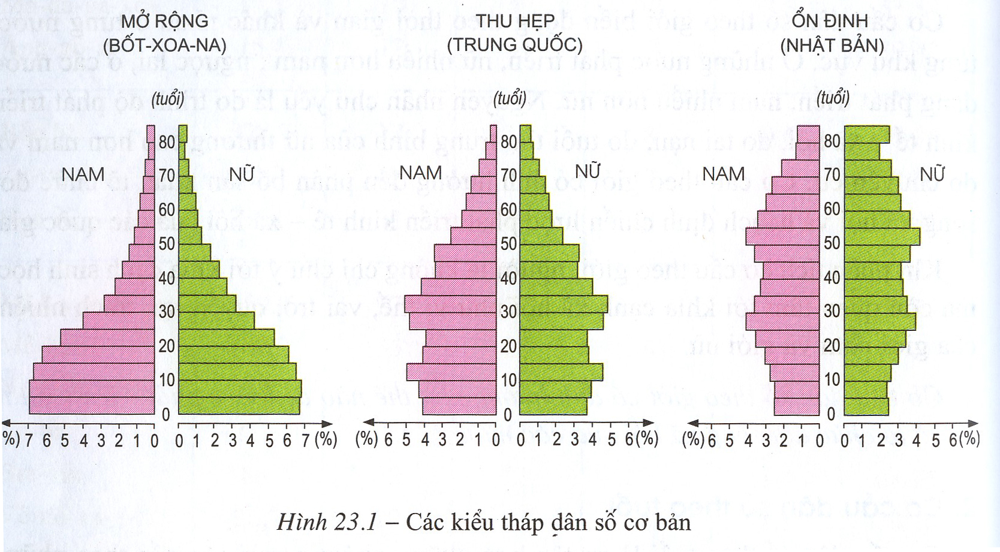 MỞ RỘNG
(BỐT-XOA-NA)
(tuổi)
NAM
NỮ
80
70
60
50
40
30
20
10
0
%) 7 6 5 4 3 2 1 0 0 1 2 3 4 5 6 7 (%)
THU HẸP
(TRUNG QUỐC)
(tuổi)
NAM
NỮ
80
70
60
50
40
30
20
10
0
(%) 6 5 4 3 2 1 0 0 1 2 3 4 5 6 (%)
ỔN ĐỊNH
(NHẬT BẢN)
(tuổi)
NAM
NỮ
80
70
60
50
40
30
20
10
0
(%) 6 5 4 3 2 1 0 0 1 2 3 4 5 6 (%)
Hình 23.1 – Các kiểu tháp dân số cơ bản